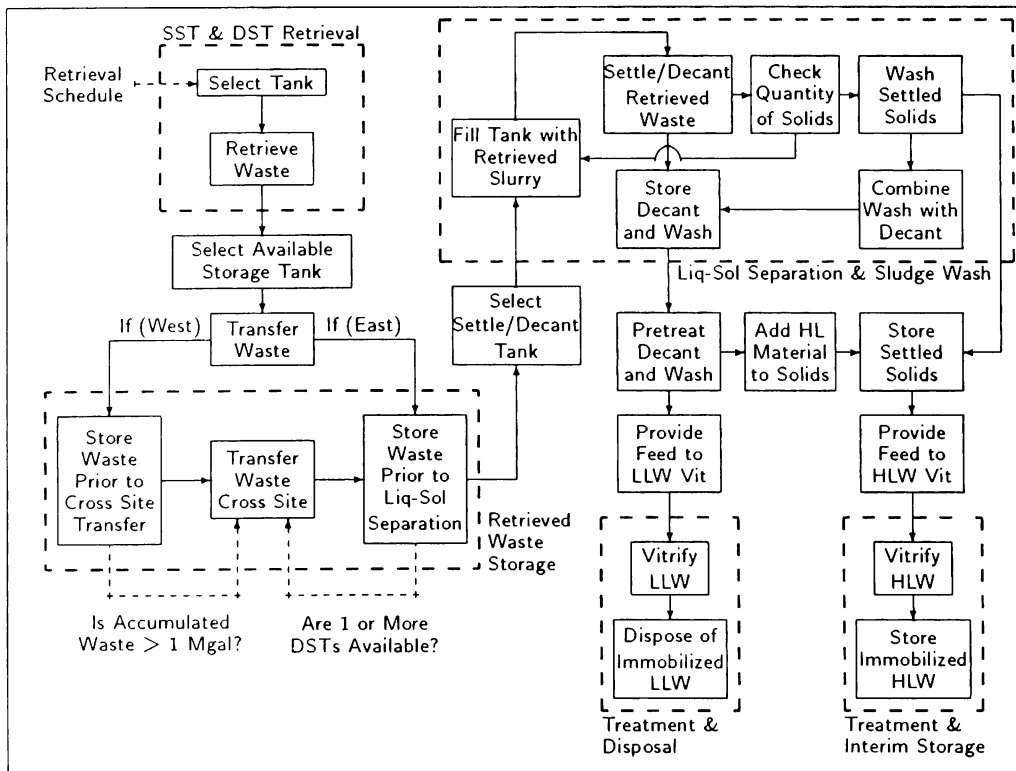 SST & DST Retrieval
Retrieval
Schedule
Select Tank
Retrieve
Waste
Select Available
Storage Tank
If (West)
Transfer
Waste
If (East)
Store
Waste
Prior to
Cross Site
Transfer
Transfer
Waste
Cross Site
Store
Waste
Prior to
Liq-Sol
Separation
Retrieved
Waste
Storage
Is Accumulated
Waste > 1 Mgal?
Are 1 or More
DSTs Available?
Select
Settle/Decant
Tank
Fill Tank with
Retrieved
Slurry
Settle/Decant
Retrieved
Waste
Check
Quantity
of Solids
Wash
Settled
Solids
Store
Decant
and Wash
Combine
Wash with
Decant
Liq-Sol Separation & Sludge Wash
Pretreat
Decant
and Wash
Add HL
Material
to Solids
Store
Settled
Solids
Provide
Feed to
LLW Vit
Provide
Feed to
HLW Vit
Vitrify
LLW
Vitrify
HLW
Dispose of
Immobilized
LLW
Store
Immobilized
HLW
Treatment &
Disposal
Treatment &
Interim Storage